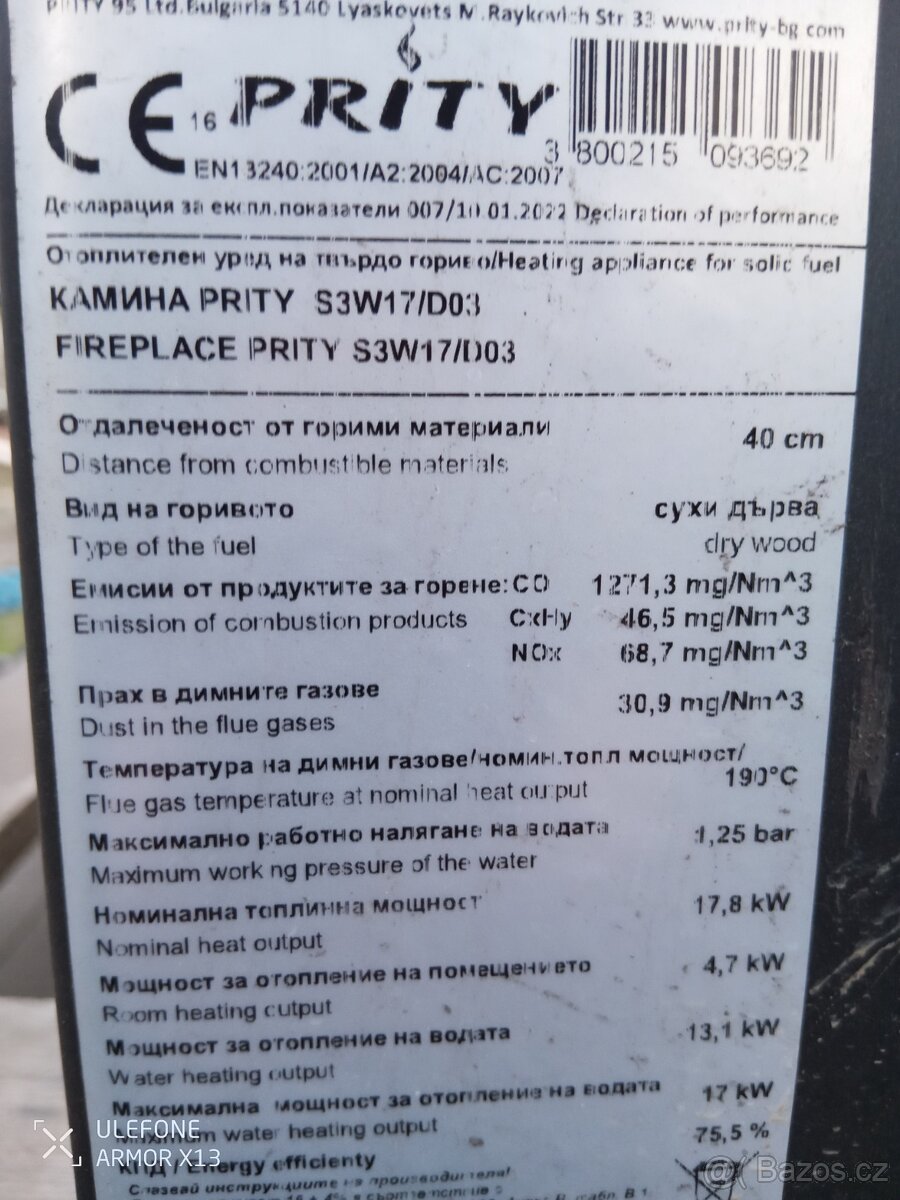 PRITY 95 Ltd.Bulgaria 5140 Lyaskovets M.Raykovich Str 33 www.prity-bg.com
CE 16 PRITY
3 800215 093692
EN13240:2001/A2:2004/AC:2007
Декларация за експл.показатели 007/10.01.2022 Declaration of performance
Отоплителен уред на твърдо гориво/Heating appliance for solic fuel
КАМИНА PRITY S3W17/D03
FIREPLACE PRITY S3W17/D03
Отдалеченост от горими материали 40 cm
Distance from combustible materials
Вид на горивото сухи дърва
Type of the fuel dry wood
Емисии от продуктите за горене: CO 1271,3 mg/Nm^3
Emission of combustion products CxHy 46,5 mg/Nm^3
NOx 68,7 mg/Nm^3
Прах в димните газове 30,9 mg/Nm^3
Dust in the flue gases
Температура на димни газове/номин.топл мощност/
Flue gas temperature at nominal heat output 190°C
Максимално работно налягане на водата 1,25 bar
Maximum working pressure of the water
Номинална топлинна мощност 17,8 kW
Nominal heat output
Мощност за отопление на помещението 4,7 kW
Room heating output
Мощност за отопление на водата 13,1 kW
Water heating output
Максимална мощност за отопление на водата 17 kW
Maximum water heating output
КПД / Energy efficienty 75,5 %
Спазвай инструкциите на производителя!
ULEFONE
ARMOR X13
Bazos.cz